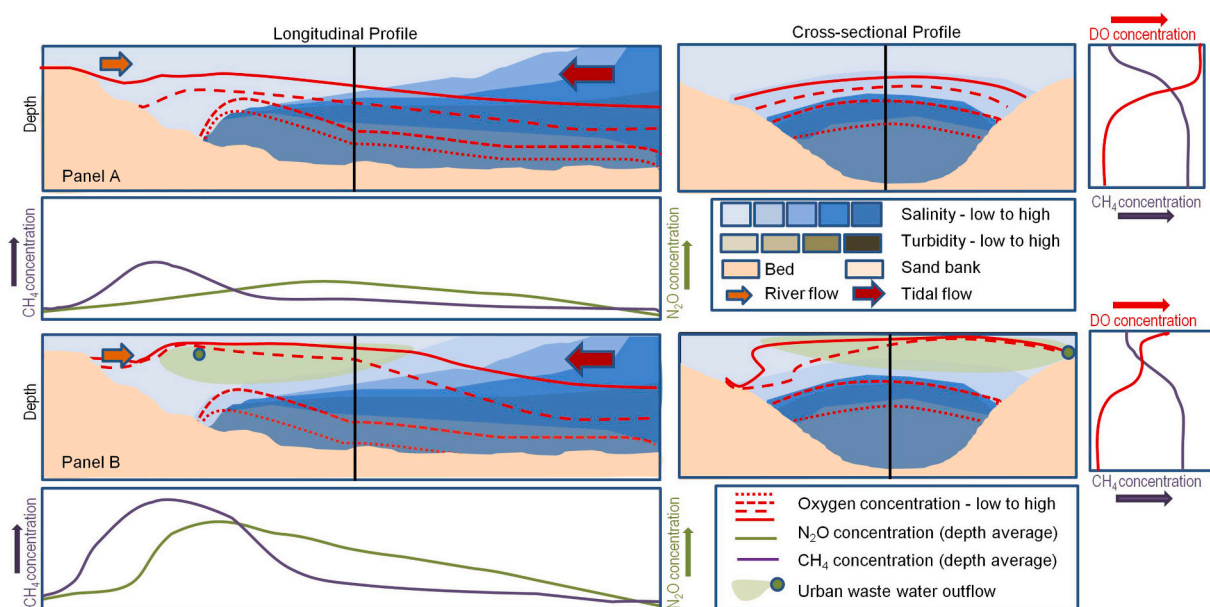 Longitudinal Profile
Cross-sectional Profile
DO concentration
Depth
Panel A
CH₄ concentration
CH₄ concentration
N₂O concentration
Salinity - low to high
Turbidity - low to high
Bed
Sand bank
River flow
Tidal flow
DO concentration
Depth
Panel B
CH₄ concentration
CH₄ concentration
N₂O concentration
Oxygen concentration - low to high
N₂O concentration (depth average)
CH₄ concentration (depth average)
Urban waste water outflow